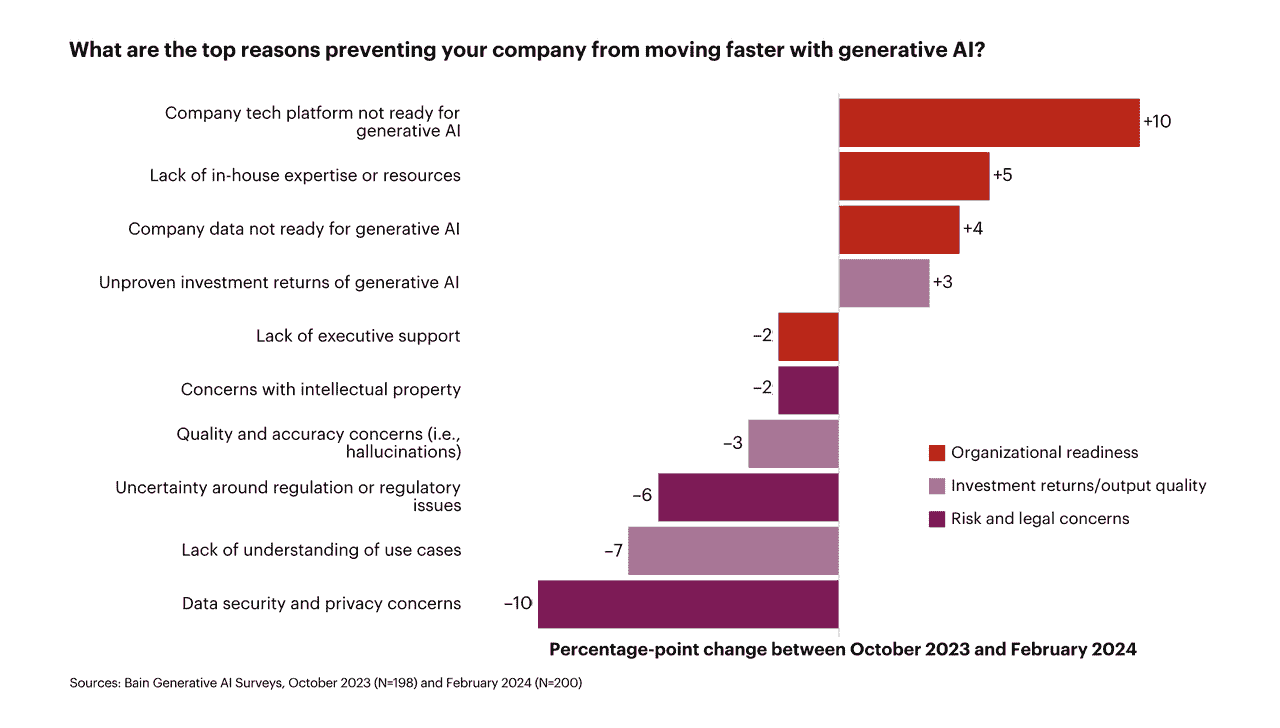 What are the top reasons preventing your company from moving faster with generative AI?
Company tech platform not ready for
generative AI
+10
Lack of in-house expertise or resources
+5
Company data not ready for generative AI
+4
Unproven investment returns of generative AI
+3
Lack of executive support
–2
Concerns with intellectual property
–2
Quality and accuracy concerns (i.e.,
hallucinations)
–3
Uncertainty around regulation or regulatory
issues
–6
Lack of understanding of use cases
–7
Data security and privacy concerns
–10
Organizational readiness
Investment returns/output quality
Risk and legal concerns
Percentage-point change between October 2023 and February 2024
Sources: Bain Generative AI Surveys, October 2023 (N=198) and February 2024 (N=200)